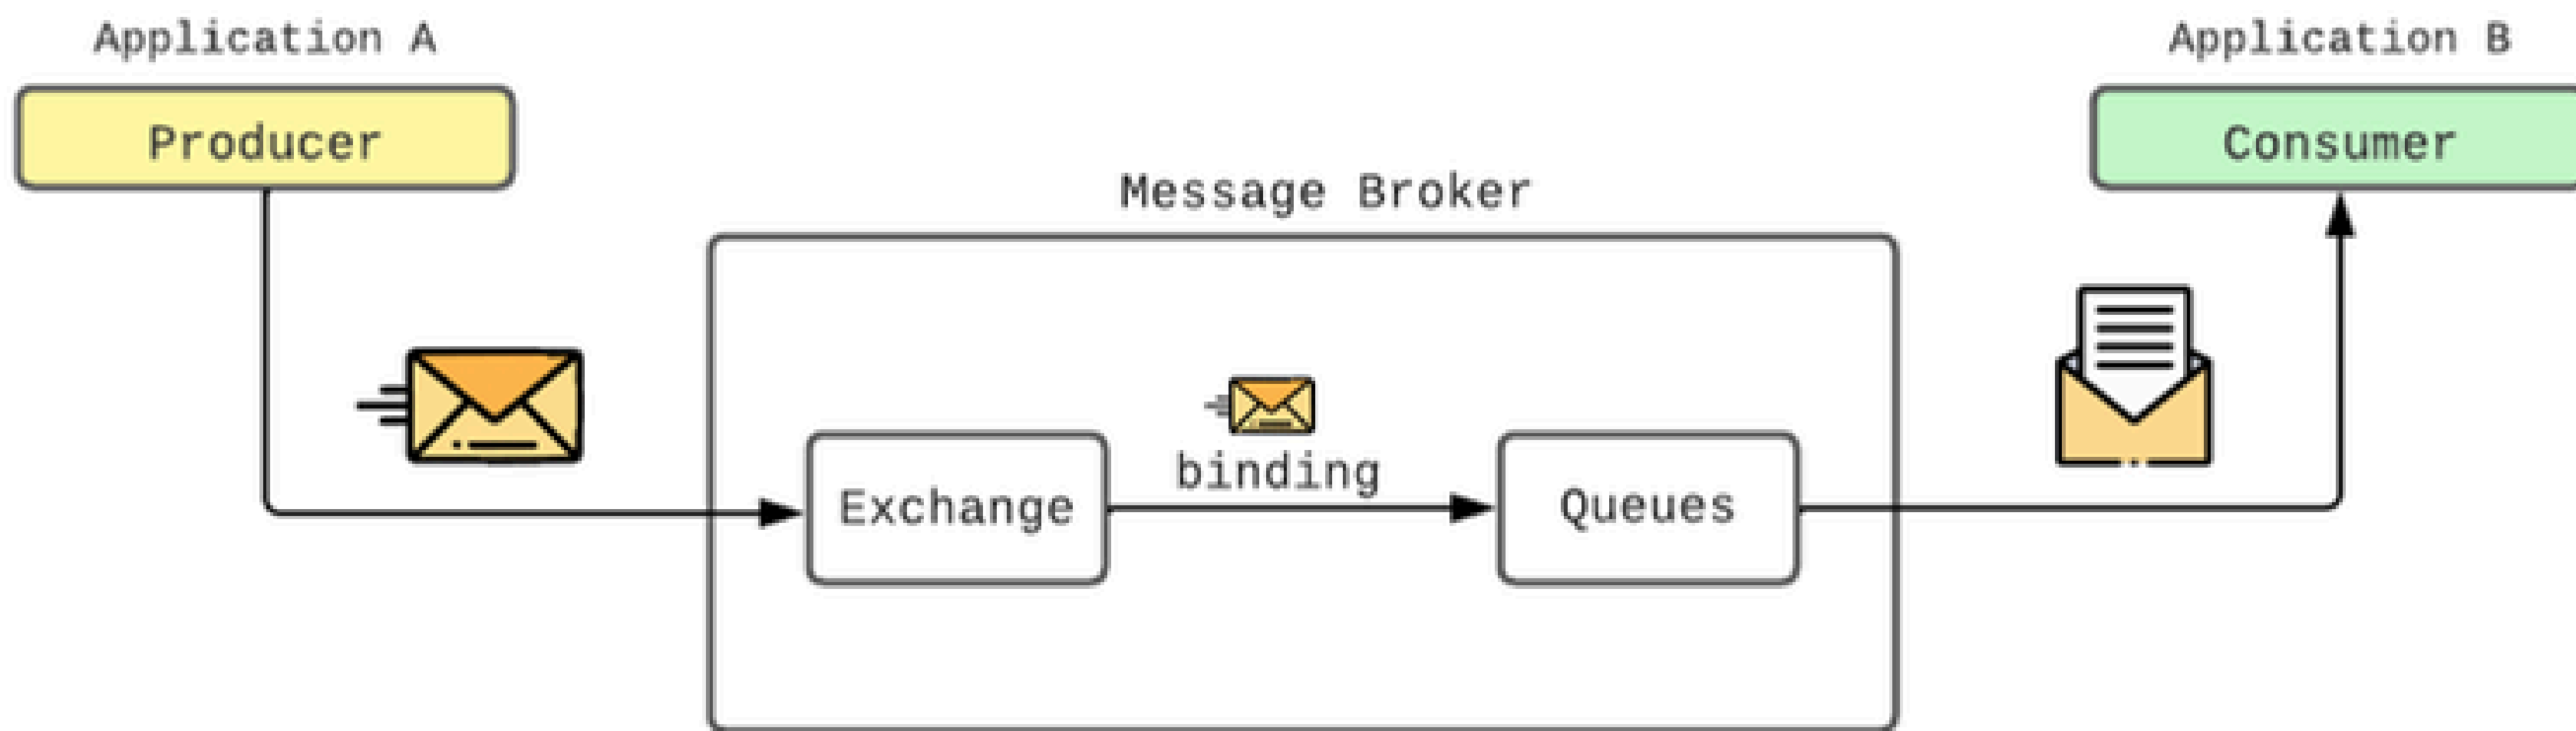 Application A
Producer
Application B
Consumer
Message Broker
binding
Exchange
Queues